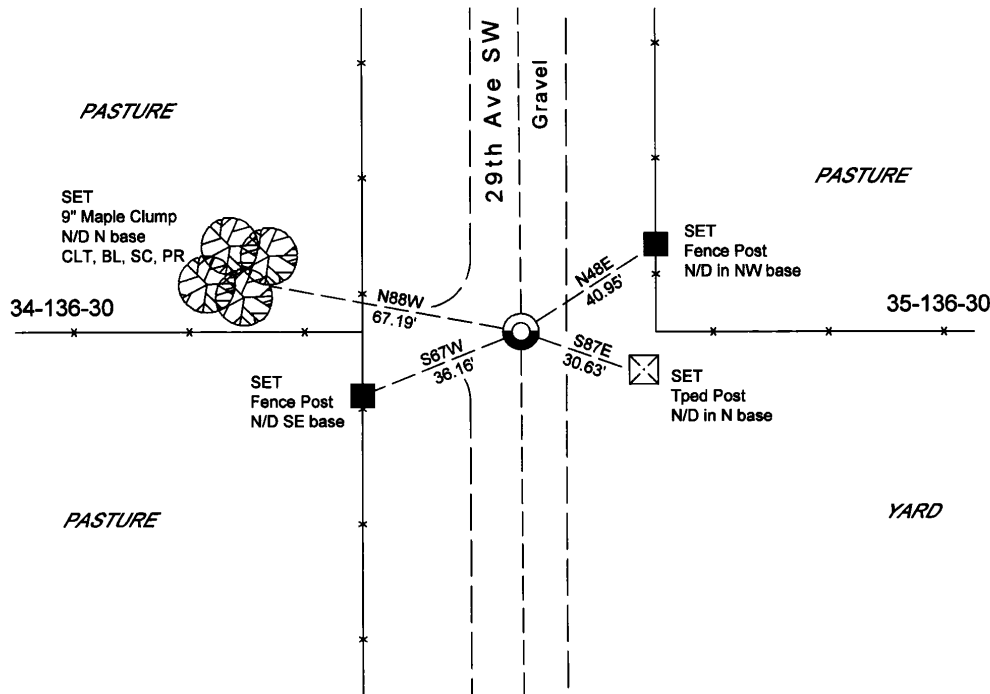 29th Ave SW
Gravel
PASTURE
PASTURE
SET
9" Maple Clump
N/D N base
CLT, BL, SC, PR
SET
Fence Post
N/D in NW base
N48E
40.95'
34-136-30
N88W
67.19'
35-136-30
S67W
36.16'
S87E
30.63'
SET
Fence Post
N/D SE base
SET
Tped Post
N/D in N base
PASTURE
YARD